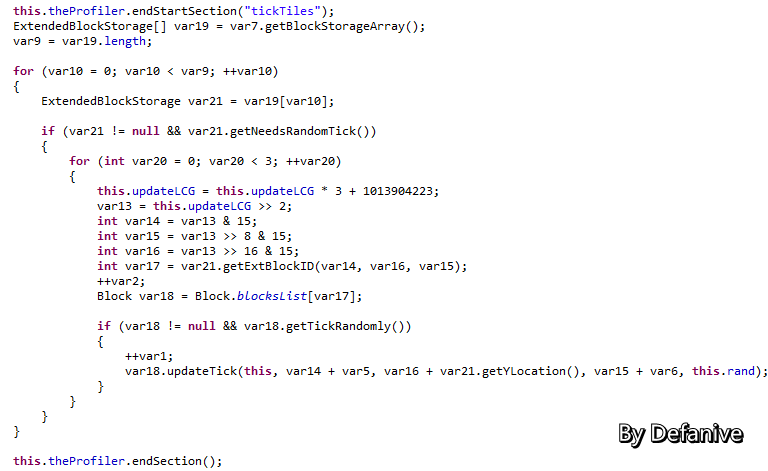 this.theProfiler.endStartSection("tickTiles");
ExtendedBlockStorage[] var19 = var7.getBlockStorageArray();
var9 = var19.length;

for (var10 = 0; var10 < var9; ++var10)
{
    ExtendedBlockStorage var21 = var19[var10];

    if (var21 != null && var21.getNeedsRandomTick())
    {
        for (int var20 = 0; var20 < 3; ++var20)
        {
            this.updateLCG = this.updateLCG * 3 + 1013904223;
            var13 = this.updateLCG >> 2;
            int var14 = var13 & 15;
            int var15 = var13 >> 8 & 15;
            int var16 = var13 >> 16 & 15;
            int var17 = var21.getExtBlockID(var14, var16, var15);
            ++var2;
            Block var18 = Block.blocksList[var17];

            if (var18 != null && var18.getTickRandomly())
            {
                ++var1;
                var18.updateTick(this, var14 + var5, var16 + var21.getYLocation(), var15 + var6, this.rand);
            }
        }
    }
}
By Defanive

this.theProfiler.endSection();